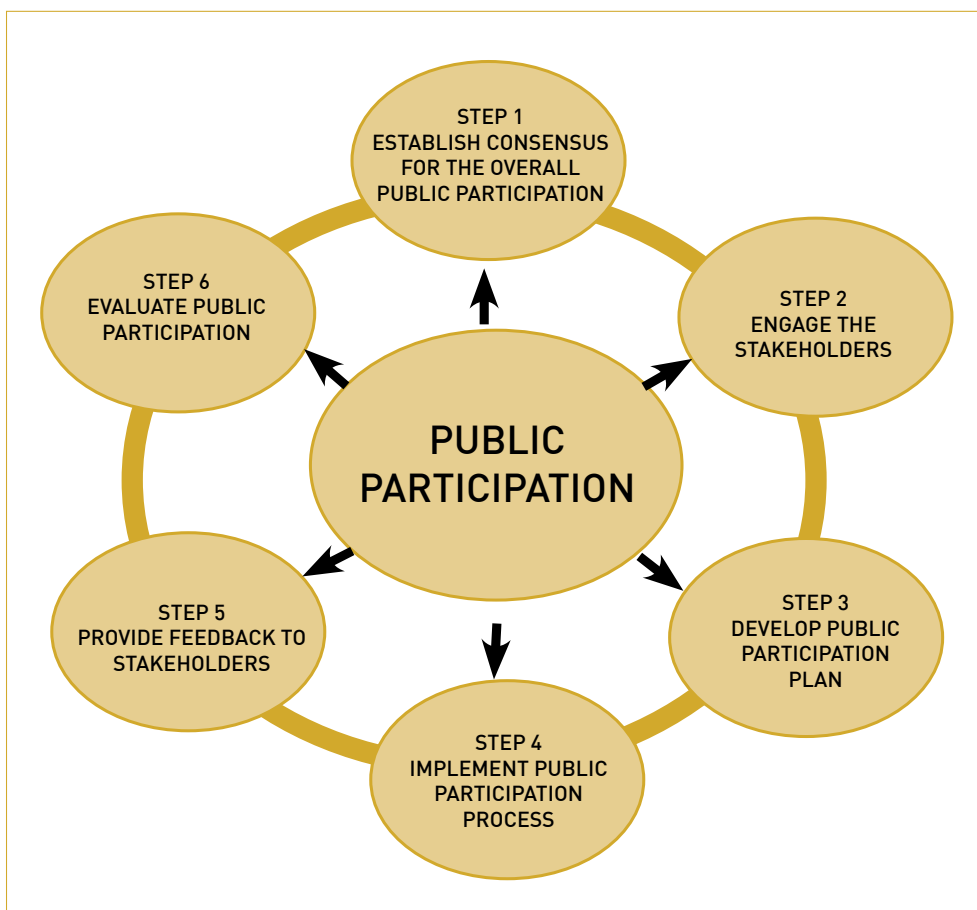 STEP 1
ESTABLISH CONSENSUS
FOR THE OVERALL
PUBLIC PARTICIPATION
STEP 2
ENGAGE THE
STAKEHOLDERS
STEP 3
DEVELOP PUBLIC
PARTICIPATION
PLAN
STEP 4
IMPLEMENT PUBLIC
PARTICIPATION
PROCESS
STEP 5
PROVIDE FEEDBACK TO
STAKEHOLDERS
STEP 6
EVALUATE PUBLIC
PARTICIPATION
PUBLIC
PARTICIPATION